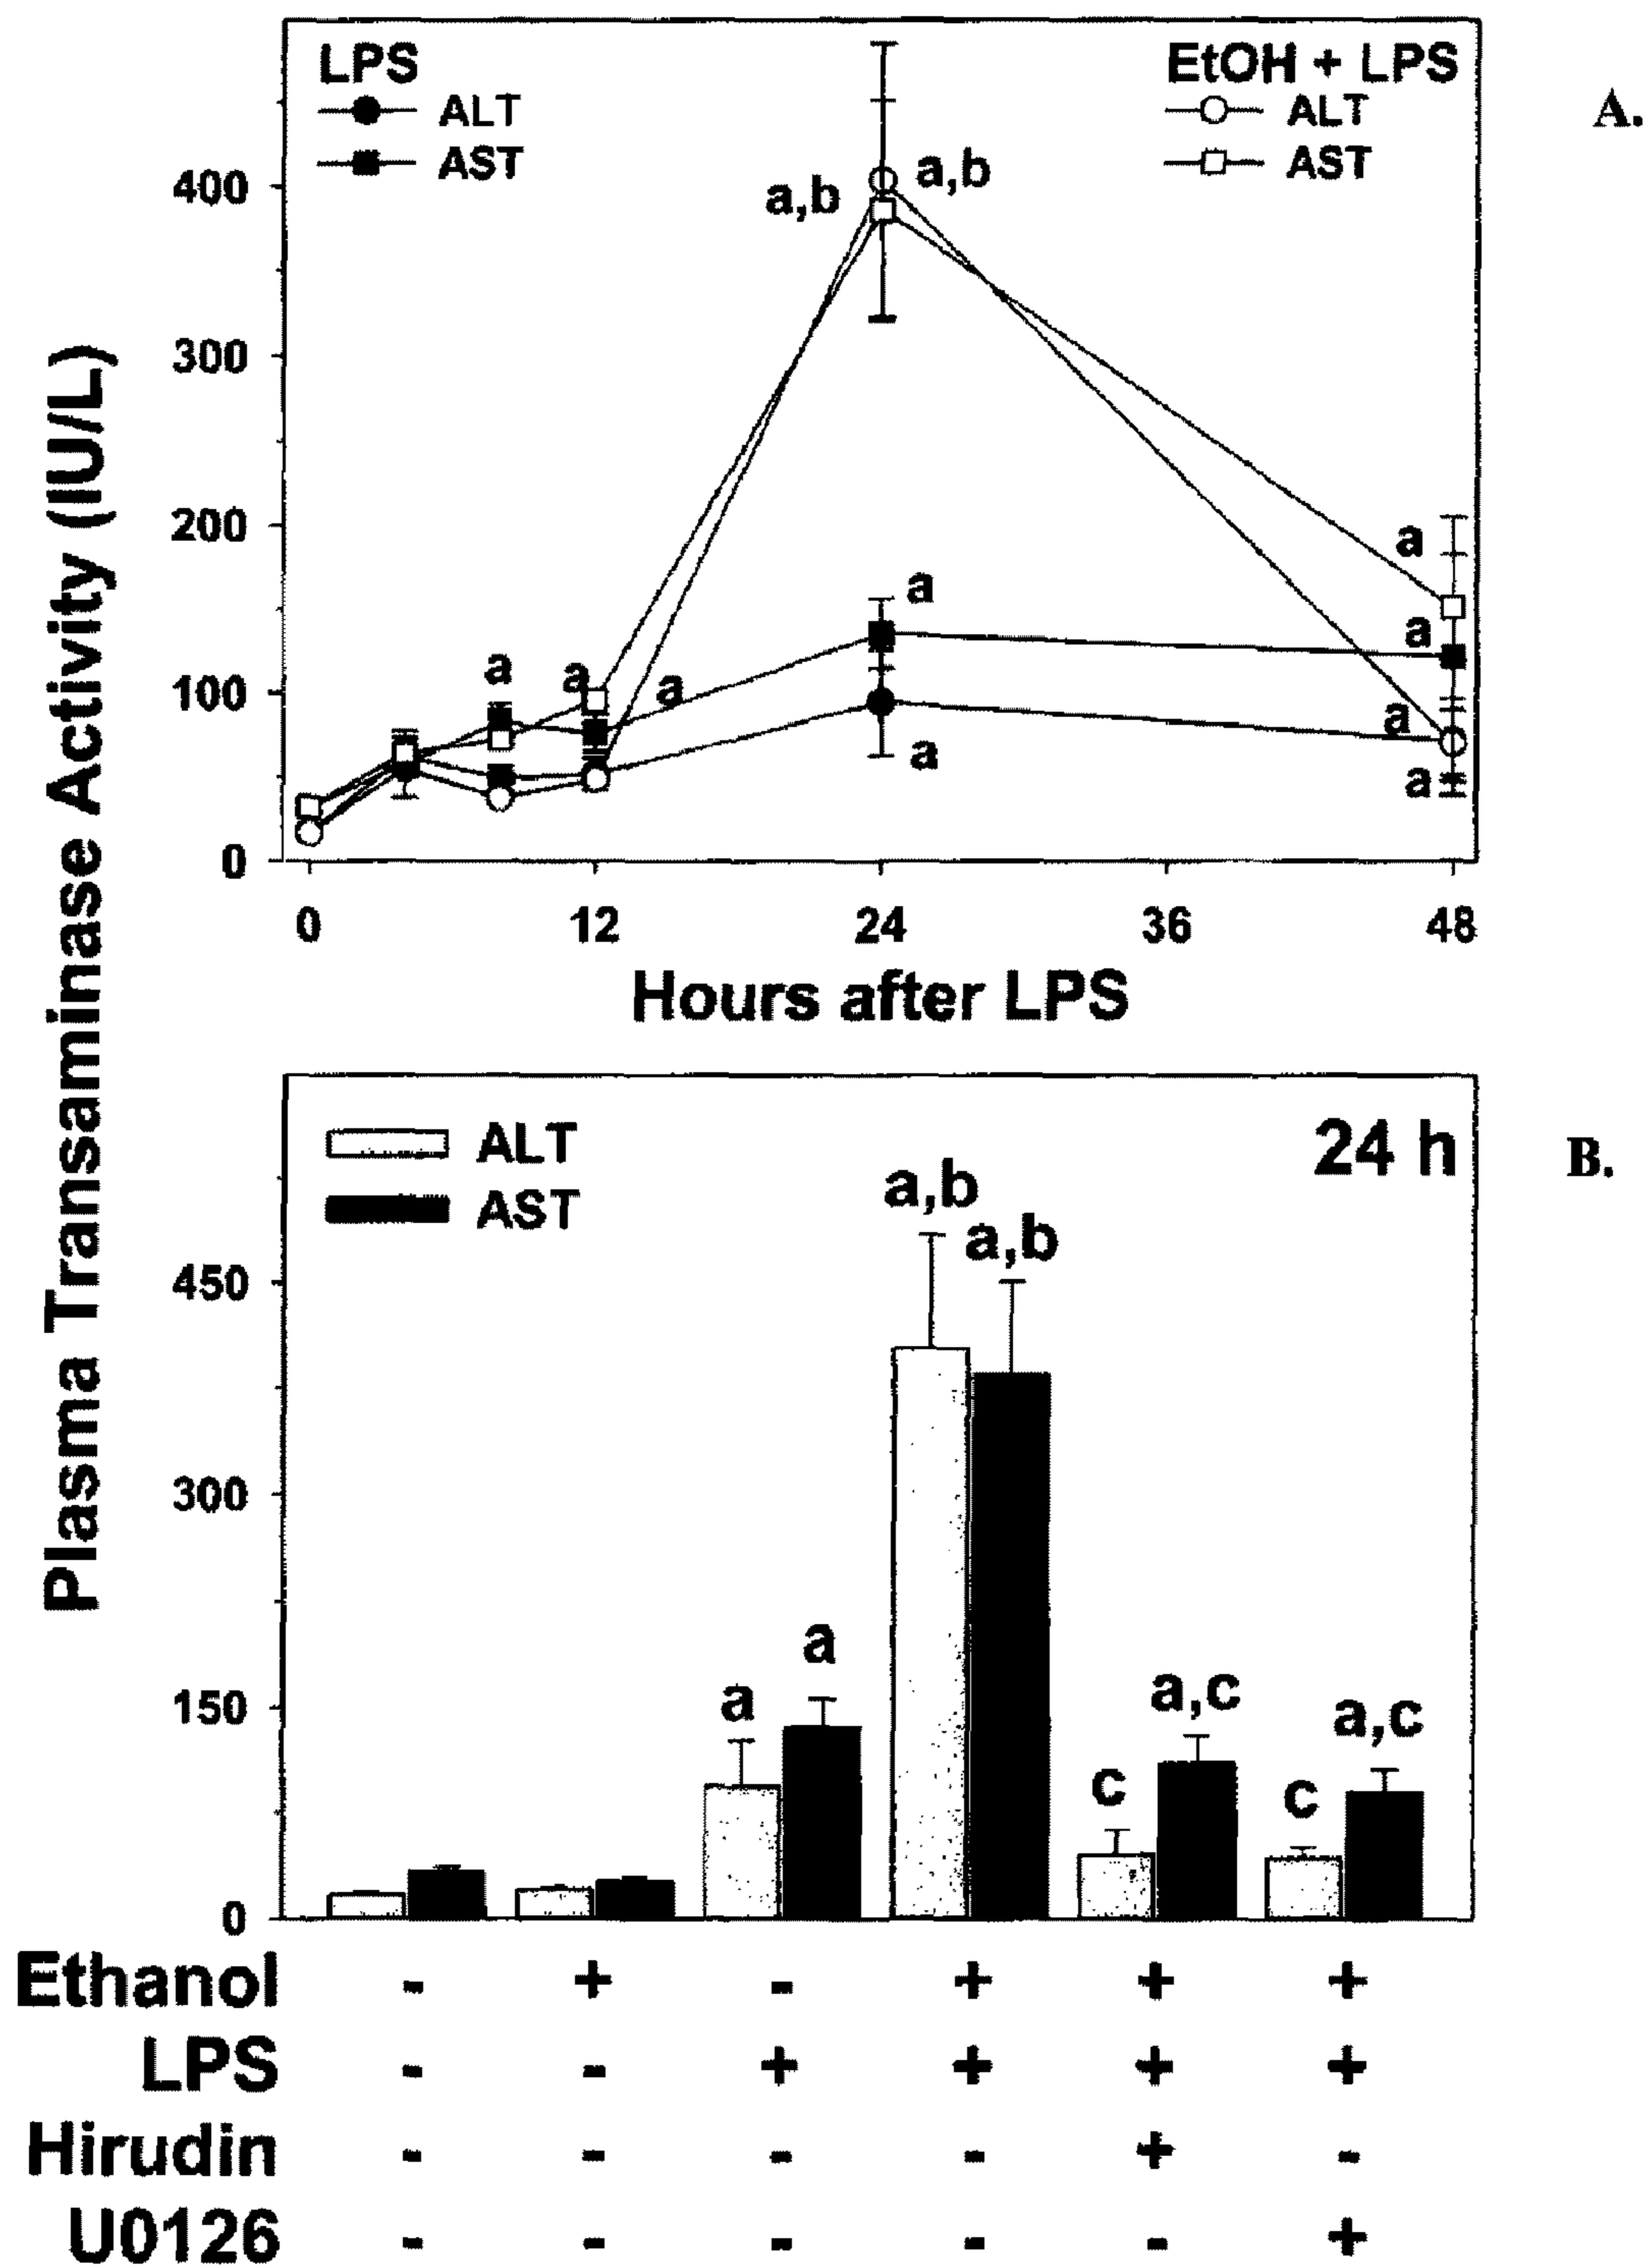 LPS EtOH + LPS A.
ALT ALT
AST AST
400 a,b a,b
300
200 a
a a
100 a a a a
a a
0
0 12 24 36 48
Hours after LPS
Plasma Transaminase Activity (IU/L)
ALT 24 h B.
AST a,b
a,b
450
300
a
150 a a,c a,c
c c
0
Ethanol - + - + + +
LPS - - + + + +
Hirudin - - - - + -
U0126 - - - - - +